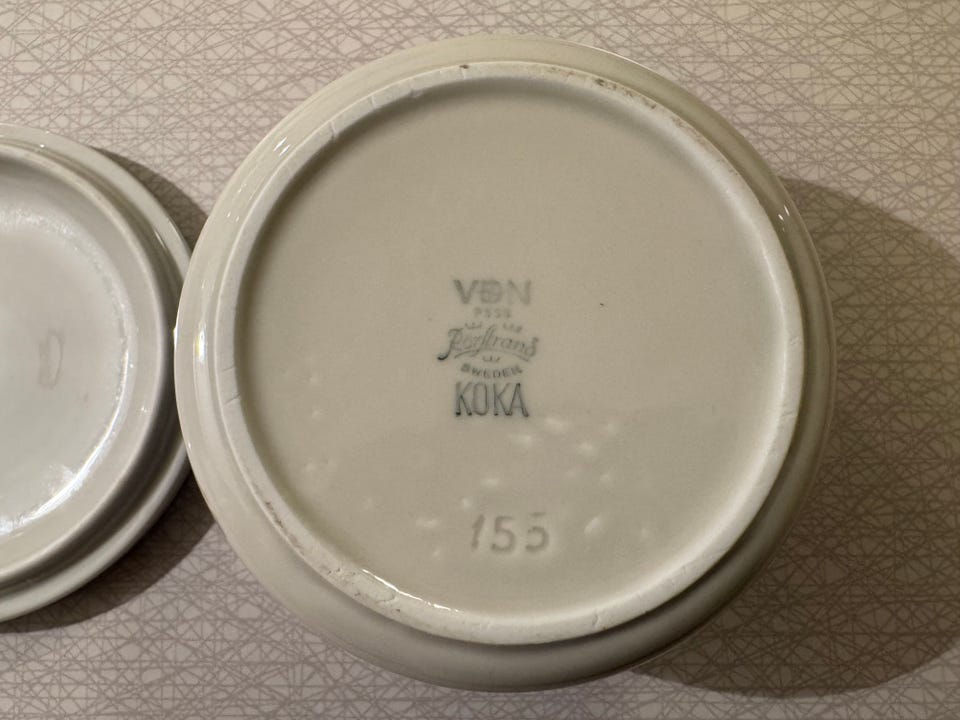 VDN
Rörstrand
SWEDEN
KOKA
155